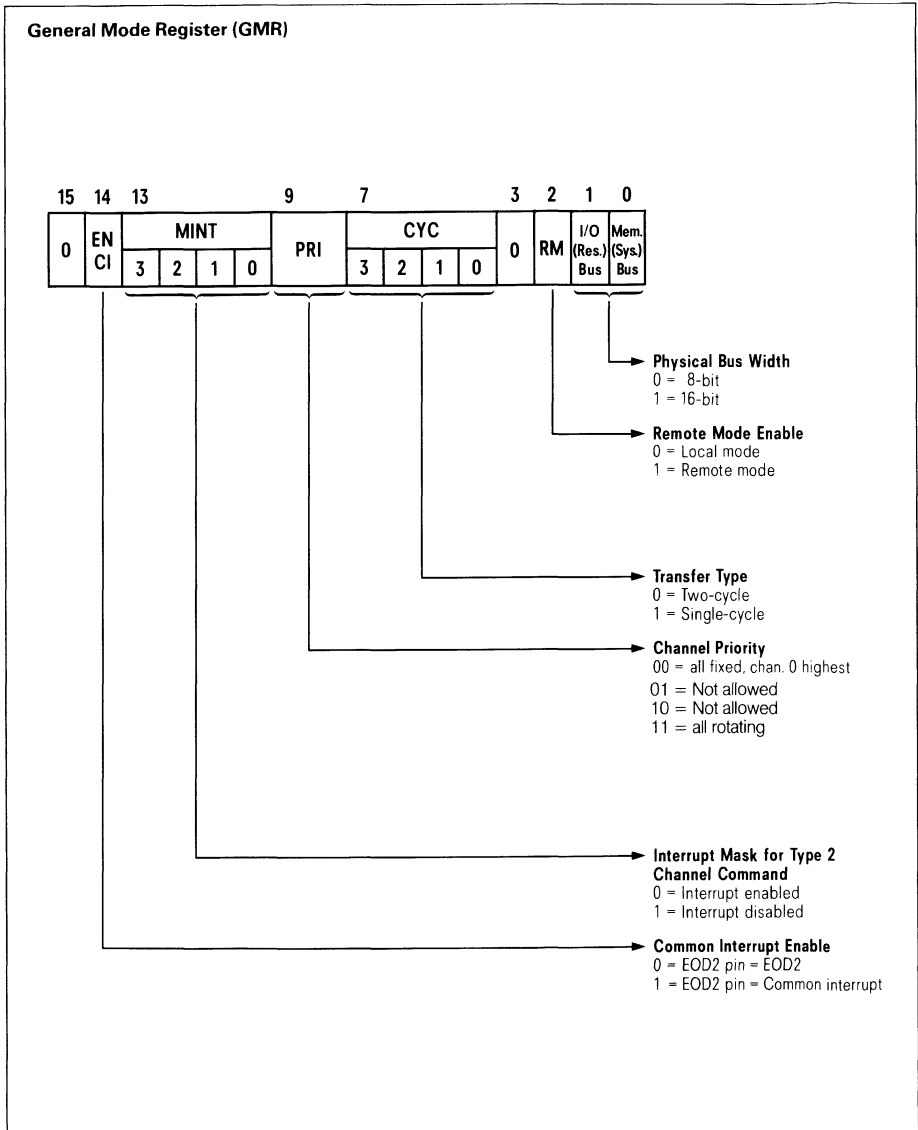 General Mode Register (GMR)
15 14 13 9 7 3 2 1 0
0 EN CI MINT PRI CYC 0 RM I/O (Res.) Bus Mem. (Sys.) Bus
3 2 1 0 3 2 1 0
Physical Bus Width
0 = 8-bit
1 = 16-bit
Remote Mode Enable
0 = Local mode
1 = Remote mode
Transfer Type
0 = Two-cycle
1 = Single-cycle
Channel Priority
00 = all fixed, chan. 0 highest
01 = Not allowed
10 = Not allowed
11 = all rotating
Interrupt Mask for Type 2
Channel Command
0 = Interrupt enabled
1 = Interrupt disabled
Common Interrupt Enable
0 = EOD2 pin = EOD2
1 = EOD2 pin = Common interrupt